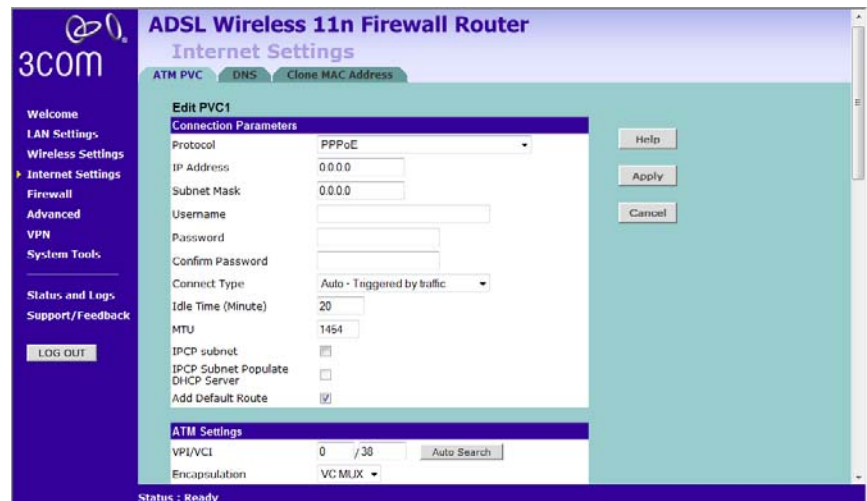 3COM
ADSL Wireless 11n Firewall Router
Internet Settings
ATM PVC DNS Clone MAC Address
Welcome
LAN Settings
Wireless Settings
Internet Settings
Firewall
Advanced
VPN
System Tools
Status and Logs
Support/Feedback
LOG OUT
Edit PVC1
Connection Parameters
Protocol PPPoE
IP Address 0.0.0.0
Subnet Mask 0.0.0.0
Username
Password
Confirm Password
Connect Type Auto - Triggered by traffic
Idle Time (Minute) 20
MTU 1454
IPCP subnet
IPCP Subnet Populate
DHCP Server
Add Default Route
ATM Settings
VPI/VCI 0 / 38 Auto Search
Encapsulation VC MUX
Help
Apply
Cancel
Status : Ready